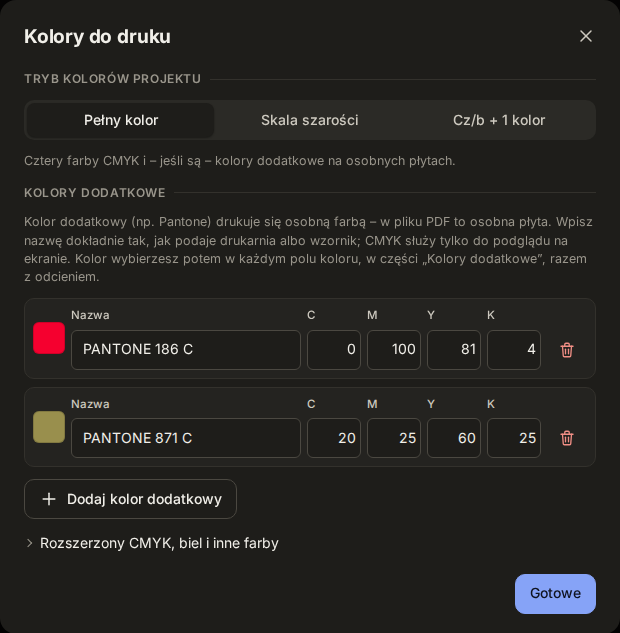 Kolory do druku
TRYB KOLORÓW PROJEKTU
Pełny kolor Skala szarości Cz/b + 1 kolor
Cztery farby CMYK i – jeśli są – kolory dodatkowe na osobnych płytach.
KOLORY DODATKOWE
Kolor dodatkowy (np. Pantone) drukuje się osobną farbą – w pliku PDF to osobna płyta. Wpisz
nazwę dokładnie tak, jak podaje drukarnia albo wzornik; CMYK służy tylko do podglądu na
ekranie. Kolor wybierzesz potem w każdym polu koloru, w części „Kolory dodatkowe”, razem
z odcieniem.
Nazwa C M Y K
PANTONE 186 C 0 100 81 4
Nazwa C M Y K
PANTONE 871 C 20 25 60 25
Dodaj kolor dodatkowy
Rozszerzony CMYK, biel i inne farby
Gotowe